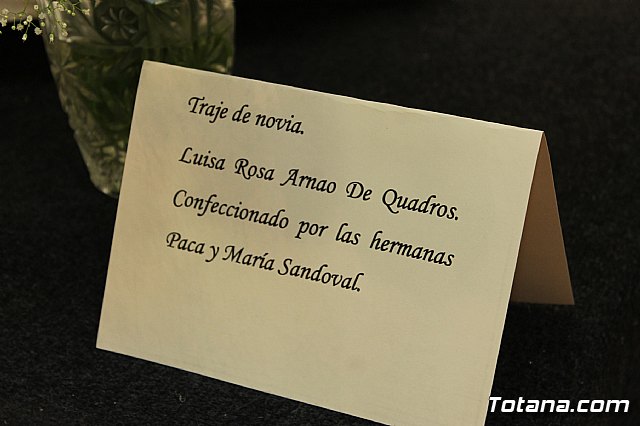 Traje de novia.
Luisa Rosa Arnao De Quadros.
Confeccionado por las hermanas
Paca y María Sandoval.
Totana.com